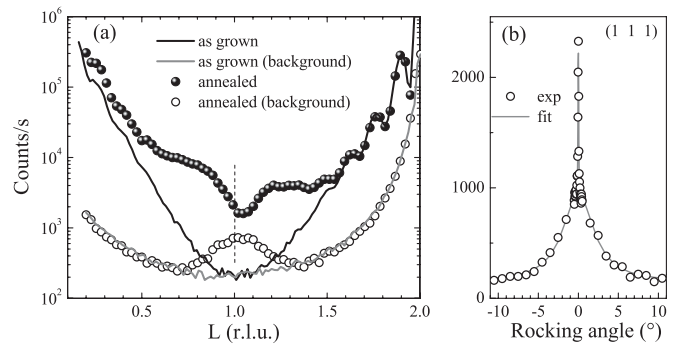 (a)
as grown
as grown (background)
annealed
annealed (background)
Counts/s
10^6
10^5
10^4
10^3
10^2
0.5 1.0 1.5 2.0
L (r.l.u.)
(b)
(1 1 1)
exp
fit
2000
1000
0
-10 -5 0 5 10
Rocking angle (°)